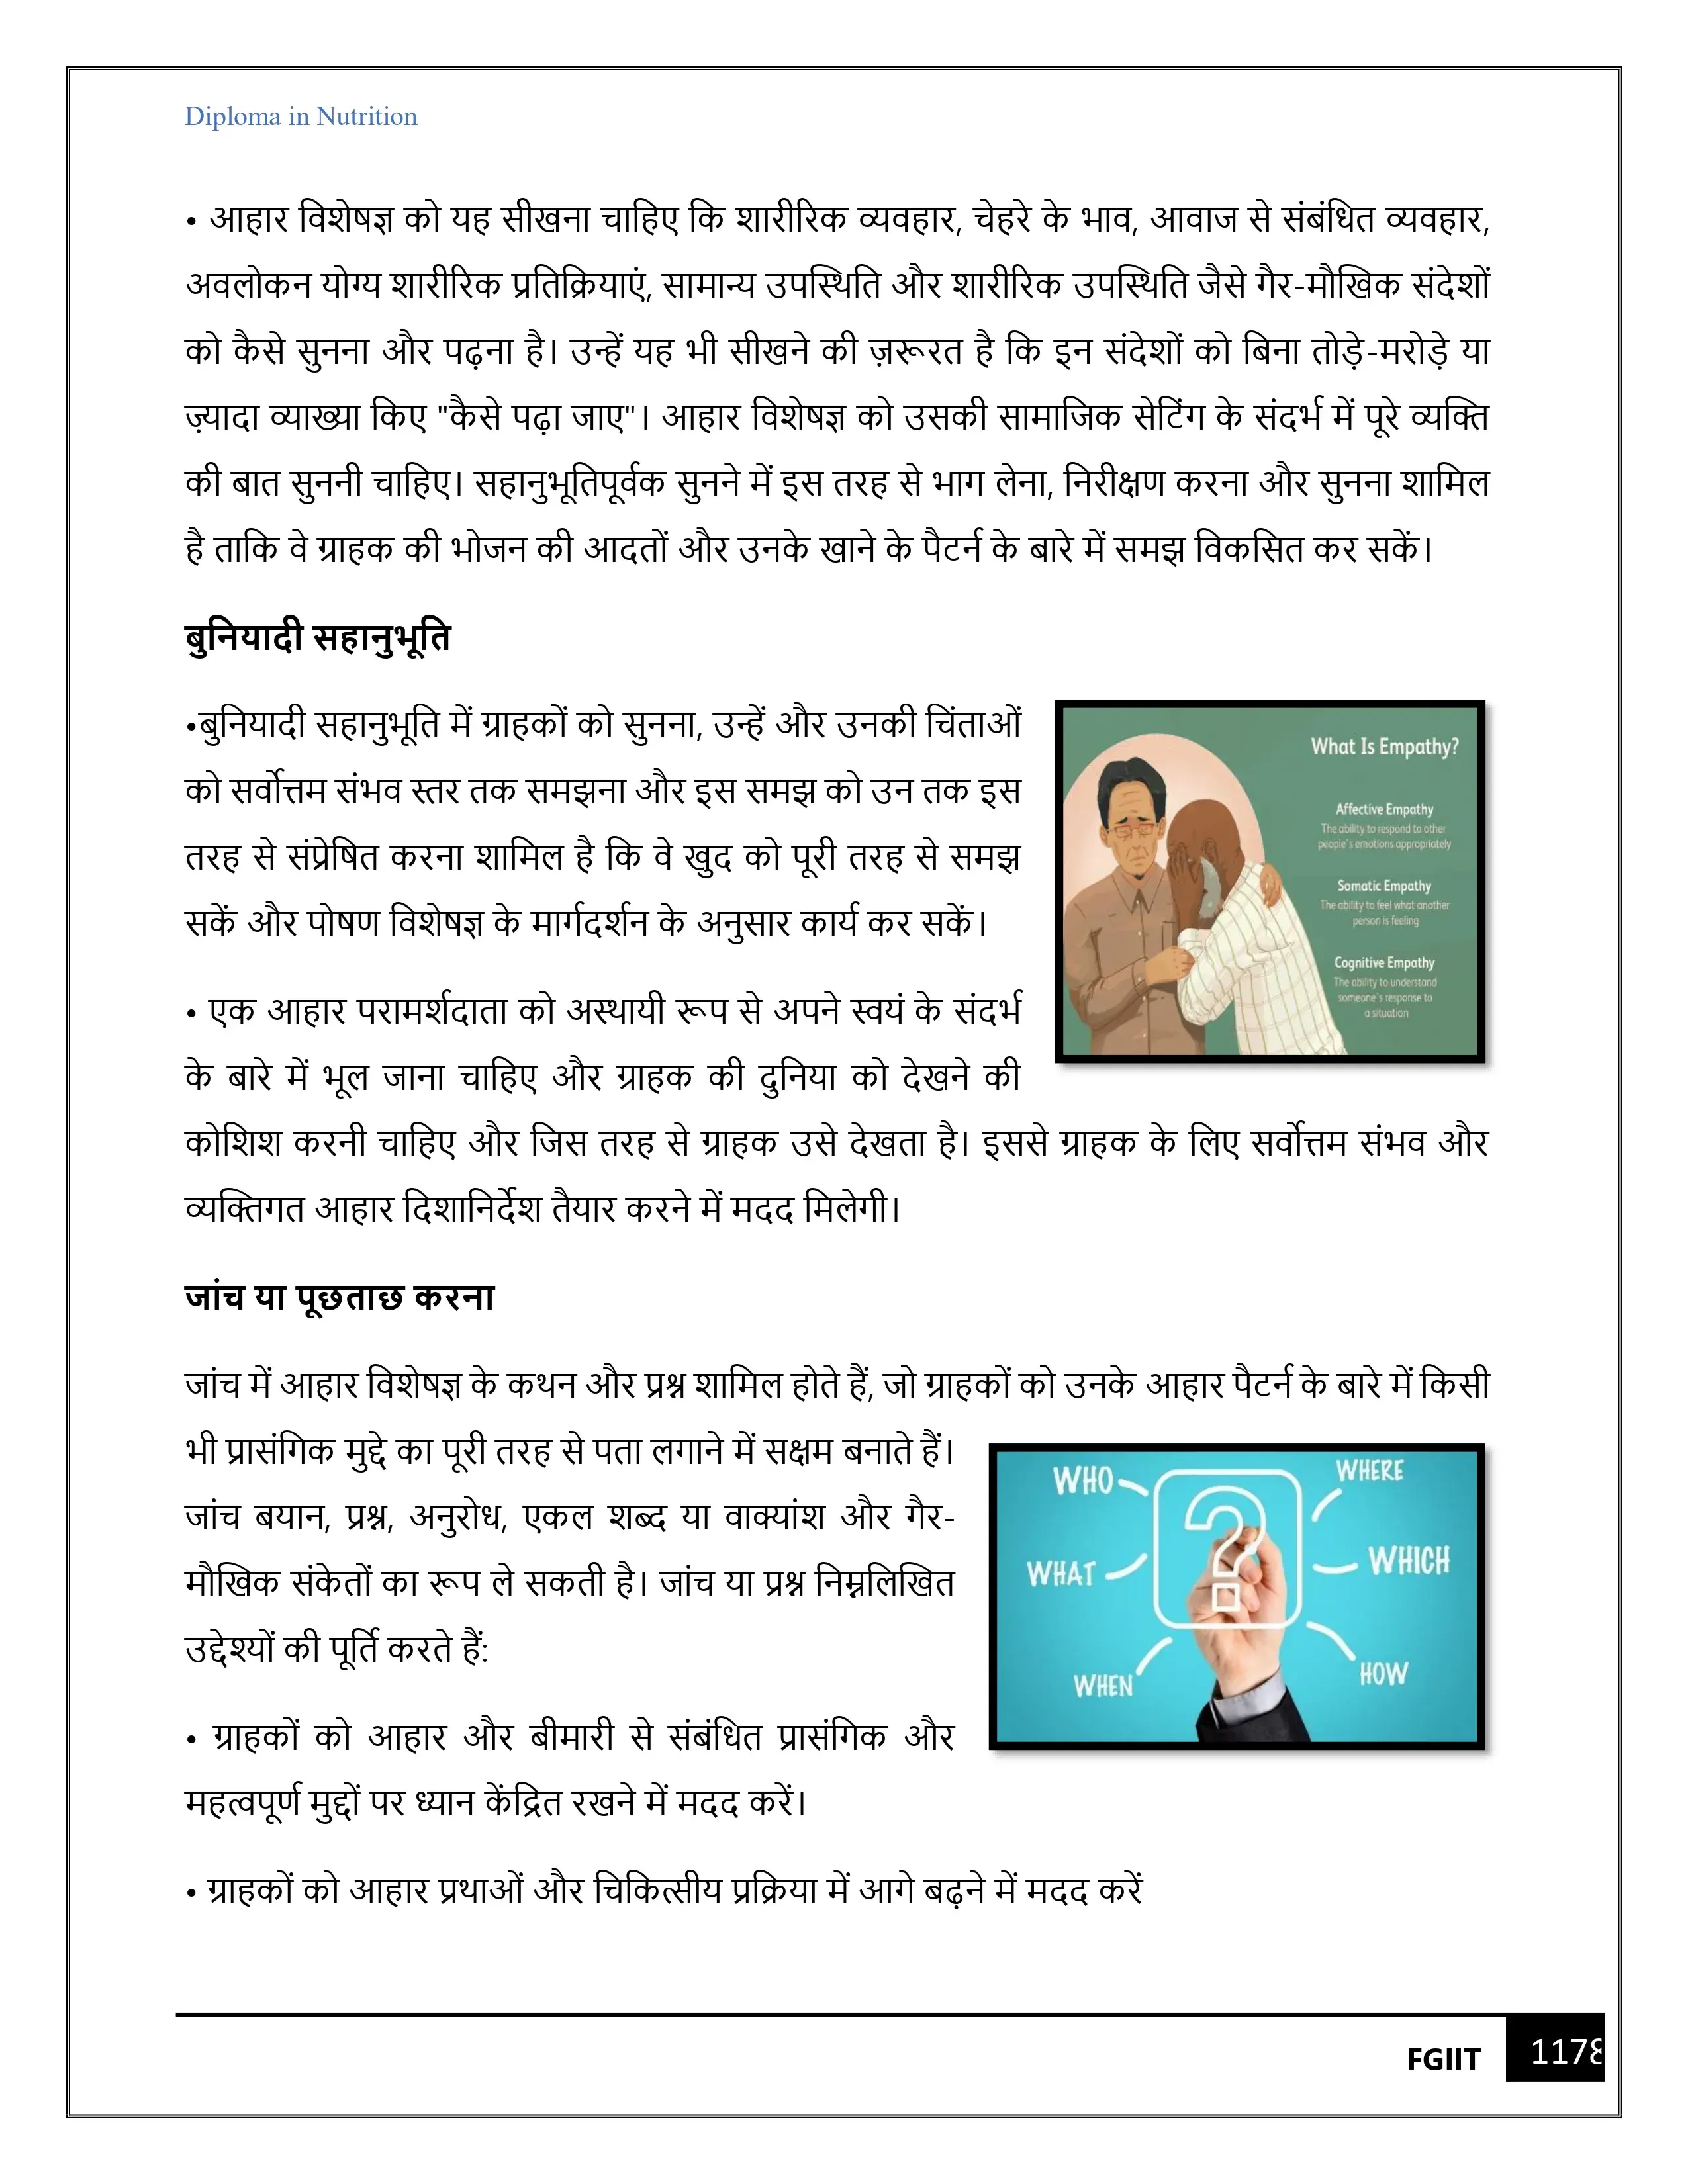 Diploma in Nutrition
• आहार विशेषज्ञ को यह सीखना चाहिए कि शारीरिक व्यवहार, चेहरे के भाव, आवाज से संबंधित व्यवहार,
अवलोकन योग्य शारीरिक प्रतिक्रियाएं, सामान्य उपस्थिति और शारीरिक उपस्थिति जैसे गैर-मौखिक संदेशों
को कैसे सुनना और पढ़ना है। उन्हें यह भी सीखने की ज़रूरत है कि इन संदेशों को बिना तोड़े-मरोड़े या
ज़्यादा व्याख्या किए "कैसे पढ़ा जाए"। आहार विशेषज्ञ को उसकी सामाजिक सेटिंग के संदर्भ में पूरे व्यक्ति
की बात सुननी चाहिए। सहानुभूतिपूर्वक सुनने में इस तरह से भाग लेना, निरीक्षण करना और सुनना शामिल
है ताकि वे ग्राहक की भोजन की आदतों और उनके खाने के पैटर्न के बारे में समझ विकसित कर सकें।
बुनियादी सहानुभूति
•बुनियादी सहानुभूति में ग्राहकों को सुनना, उन्हें और उनकी चिंताओं
को सर्वोत्तम संभव स्तर तक समझना और इस समझ को उन तक इस
तरह से संप्रेषित करना शामिल है कि वे खुद को पूरी तरह से समझ
सकें और पोषण विशेषज्ञ के मार्गदर्शन के अनुसार कार्य कर सकें।
What Is Empathy?
Affective Empathy
The ability to respond to other
people's emotions appropriately
Somatic Empathy
The ability to feel what another
person is feeling
Cognitive Empathy
The ability to understand
someone's response to
a situation
• एक आहार परामर्शदाता को अस्थायी रूप से अपने स्वयं के संदर्भ
के बारे में भूल जाना चाहिए और ग्राहक की दुनिया को देखने की
कोशिश करनी चाहिए और जिस तरह से ग्राहक उसे देखता है। इससे ग्राहक के लिए सर्वोत्तम संभव और
व्यक्तिगत आहार दिशानिर्देश तैयार करने में मदद मिलेगी।
जांच या पूछताछ करना
जांच में आहार विशेषज्ञ के कथन और प्रश्न शामिल होते हैं, जो ग्राहकों को उनके आहार पैटर्न के बारे में किसी
भी प्रासंगिक मुद्दे का पूरी तरह से पता लगाने में सक्षम बनाते हैं।
जांच बयान, प्रश्न, अनुरोध, एकल शब्द या वाक्यांश और गैर-
मौखिक संकेतों का रूप ले सकती है। जांच या प्रश्न निम्नलिखित
उद्देश्यों की पूर्ति करते हैं:
WHO
WHERE
WHAT
?
WHICH
WHEN
HOW
• ग्राहकों को आहार और बीमारी से संबंधित प्रासंगिक और
महत्वपूर्ण मुद्दों पर ध्यान केंद्रित रखने में मदद करें।
• ग्राहकों को आहार प्रथाओं और चिकित्सीय प्रक्रिया में आगे बढ़ने में मदद करें
FGIIT
1178